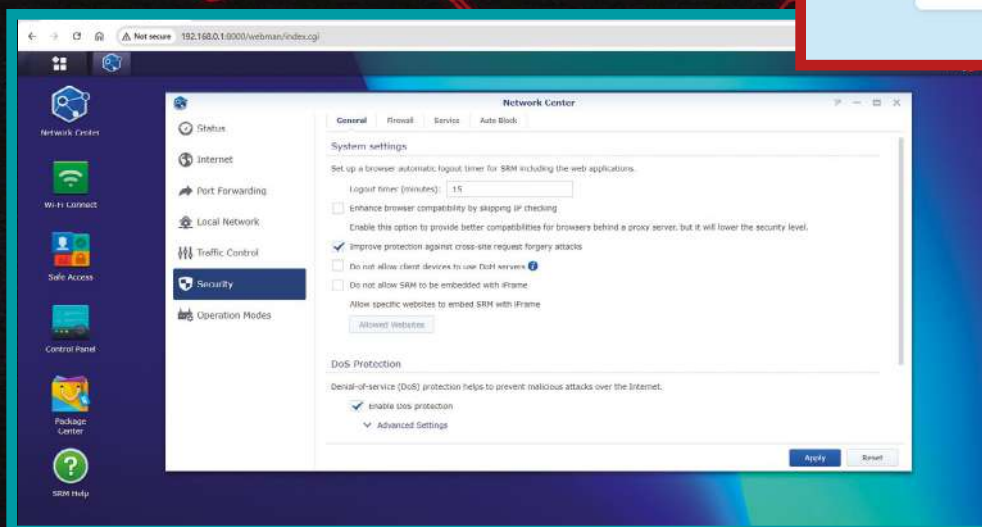 Not secure 192.168.0.1:8000/webman/index.cgi
Network Center
Wi-Fi Connect
Safe Access
Control Panel
Package
Center
SRM Help
Network Center
Status
Internet
Port Forwarding
Local Network
Traffic Control
Security
Operation Modes
General Firewall Service Auto Block
System settings
Set up a browser automatic logout timer for SRM including the web applications.
Logout timer (minutes): 15
Enhance browser compatibility by skipping IP checking
Enable this option to provide better compatibilities for browsers behind a proxy server, but it will lower the security level.
Improve protection against cross-site request forgery attacks
Do not allow client devices to use DoH servers
Do not allow SRM to be embedded with iFrame
Allow specific websites to embed SRM with iFrame
Allowed Websites
DoS Protection
Denial-of-service (DoS) protection helps to prevent malicious attacks over the Internet.
Enable DoS protection
Advanced Settings
Apply Reset